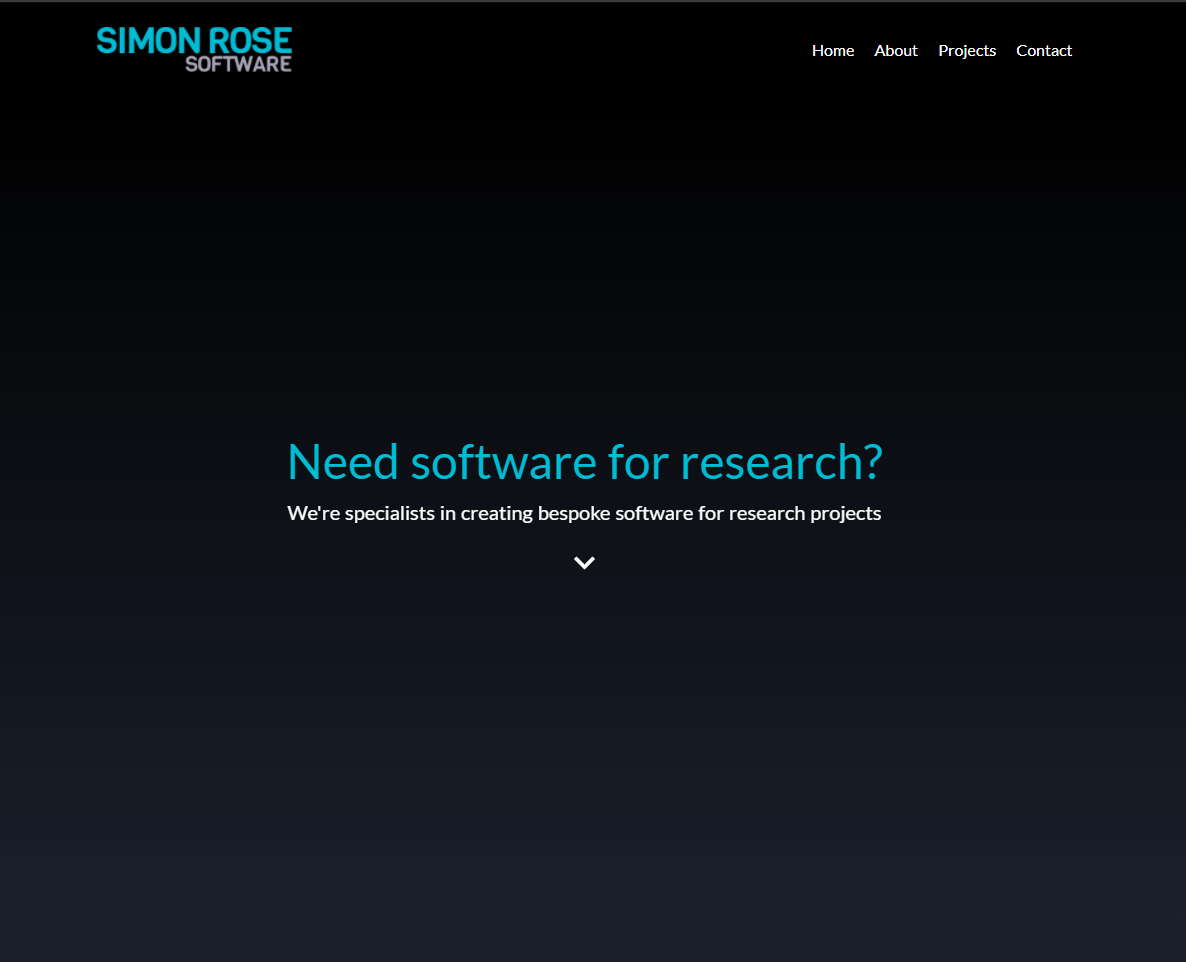 SIMON ROSE
SOFTWARE
Home About Projects Contact
Need software for research?
We're specialists in creating bespoke software for research projects